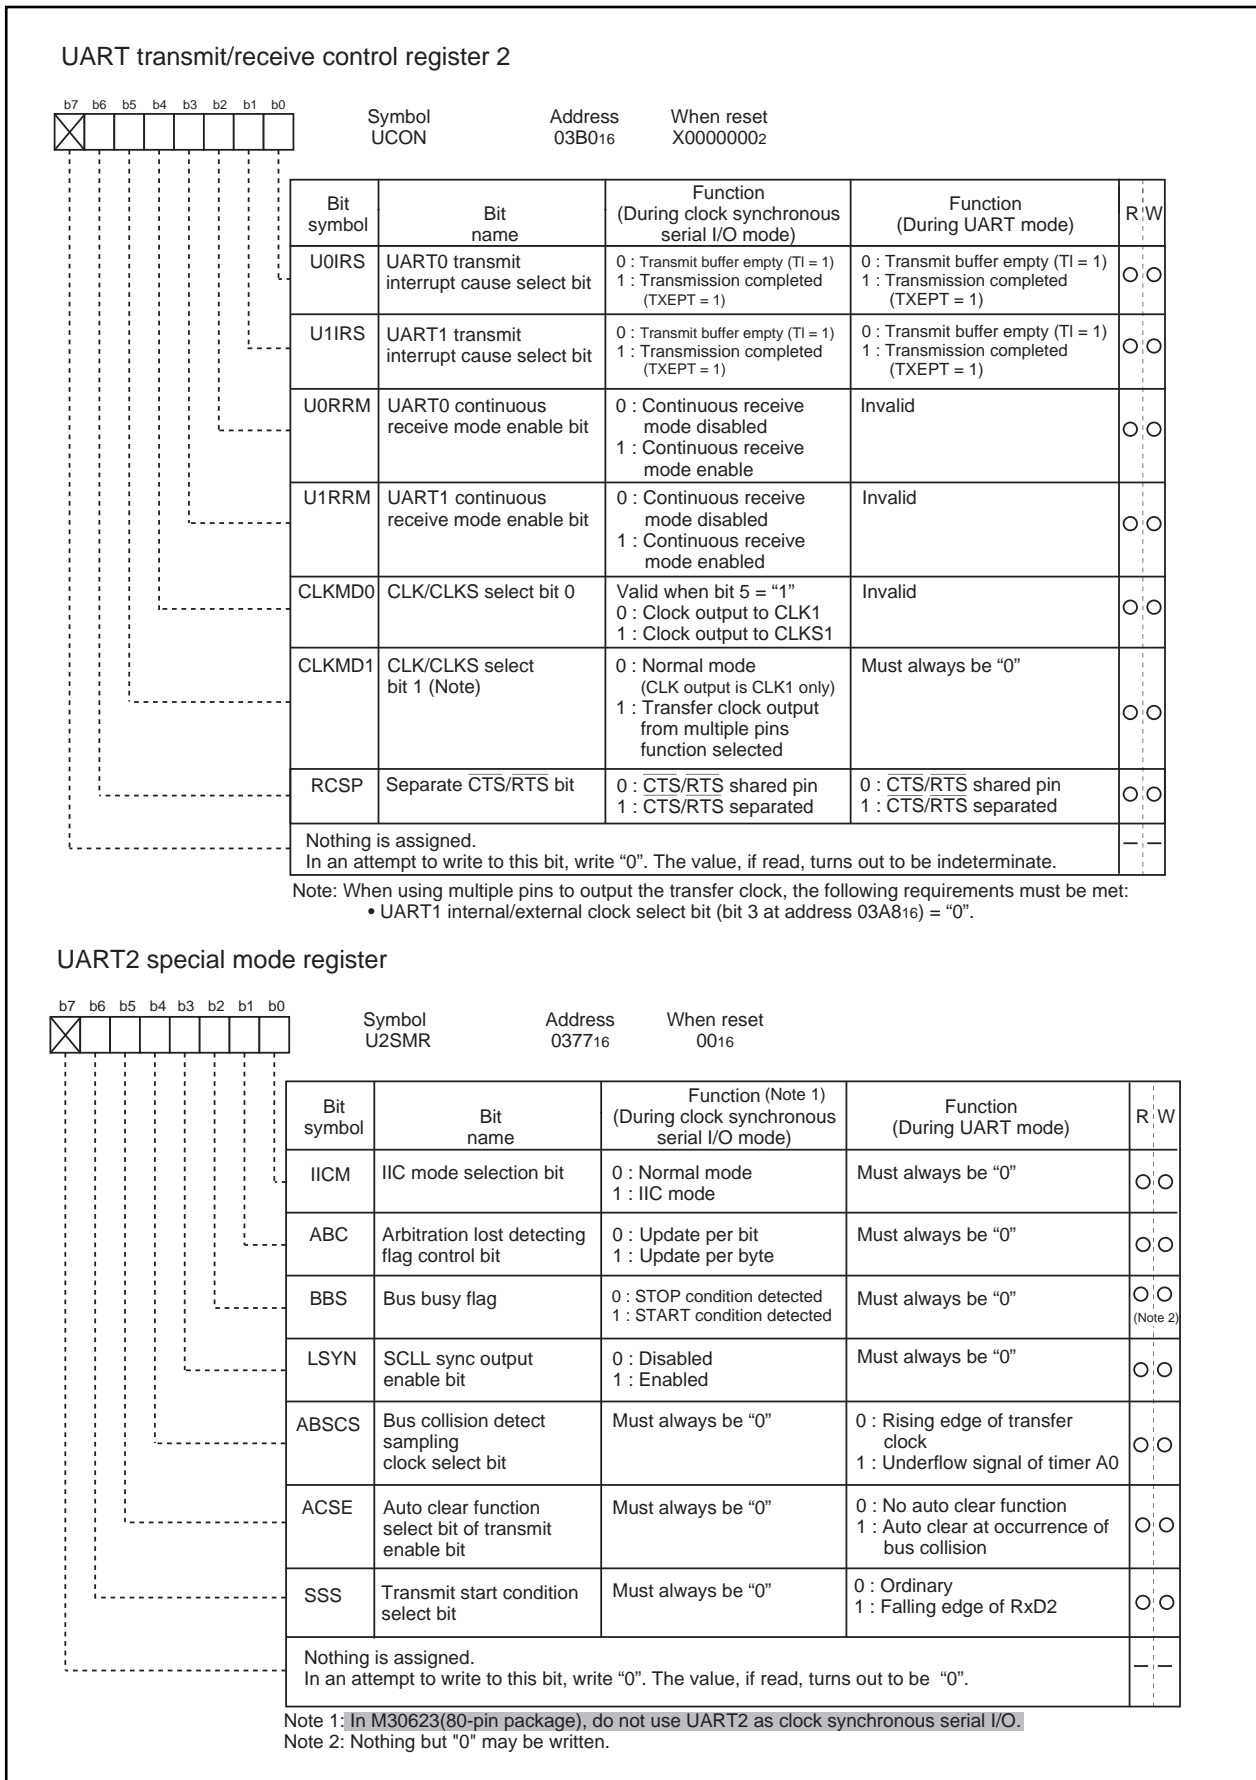 UART transmit/receive control register 2
b7 b6 b5 b4 b3 b2 b1 b0
Symbol Address When reset
UCON 03B016 X00000002
Bit symbol Bit name Function (During clock synchronous serial I/O mode) Function (During UART mode) R W
U0IRS UART0 transmit interrupt cause select bit
0 : Transmit buffer empty (TI = 1)
1 : Transmission completed
(TXEPT = 1)
0 : Transmit buffer empty (TI = 1)
1 : Transmission completed
(TXEPT = 1)
U1IRS UART1 transmit interrupt cause select bit
0 : Transmit buffer empty (TI = 1)
1 : Transmission completed
(TXEPT = 1)
0 : Transmit buffer empty (TI = 1)
1 : Transmission completed
(TXEPT = 1)
U0RRM UART0 continuous receive mode enable bit
0 : Continuous receive
mode disabled
1 : Continuous receive
mode enable
Invalid
U1RRM UART1 continuous receive mode enable bit
0 : Continuous receive
mode disabled
1 : Continuous receive
mode enabled
Invalid
CLKMD0 CLK/CLKS select bit 0
Valid when bit 5 = “1”
0 : Clock output to CLK1
1 : Clock output to CLKS1
Invalid
CLKMD1 CLK/CLKS select bit 1 (Note)
0 : Normal mode
(CLK output is CLK1 only)
1 : Transfer clock output
from multiple pins
function selected
Must always be “0”
RCSP Separate CTS/RTS bit
0 : CTS/RTS shared pin
1 : CTS/RTS separated
0 : CTS/RTS shared pin
1 : CTS/RTS separated
Nothing is assigned.
In an attempt to write to this bit, write “0”. The value, if read, turns out to be indeterminate.
Note: When using multiple pins to output the transfer clock, the following requirements must be met:
• UART1 internal/external clock select bit (bit 3 at address 03A816) = “0”.
UART2 special mode register
b7 b6 b5 b4 b3 b2 b1 b0
Symbol Address When reset
U2SMR 037716 0016
Bit symbol Bit name Function (Note 1) (During clock synchronous serial I/O mode) Function (During UART mode) R W
IICM IIC mode selection bit
0 : Normal mode
1 : IIC mode
Must always be “0”
ABC Arbitration lost detecting flag control bit
0 : Update per bit
1 : Update per byte
Must always be “0”
BBS Bus busy flag
0 : STOP condition detected
1 : START condition detected
Must always be “0”
(Note 2)
LSYN SCLL sync output enable bit
0 : Disabled
1 : Enabled
Must always be “0”
ABSCS Bus collision detect sampling clock select bit
Must always be “0”
0 : Rising edge of transfer
clock
1 : Underflow signal of timer A0
ACSE Auto clear function select bit of transmit enable bit
Must always be “0”
0 : No auto clear function
1 : Auto clear at occurrence of
bus collision
SSS Transmit start condition select bit
Must always be “0”
0 : Ordinary
1 : Falling edge of RxD2
Nothing is assigned.
In an attempt to write to this bit, write “0”. The value, if read, turns out to be “0”.
Note 1: In M30623(80-pin package), do not use UART2 as clock synchronous serial I/O.
Note 2: Nothing but "0" may be written.